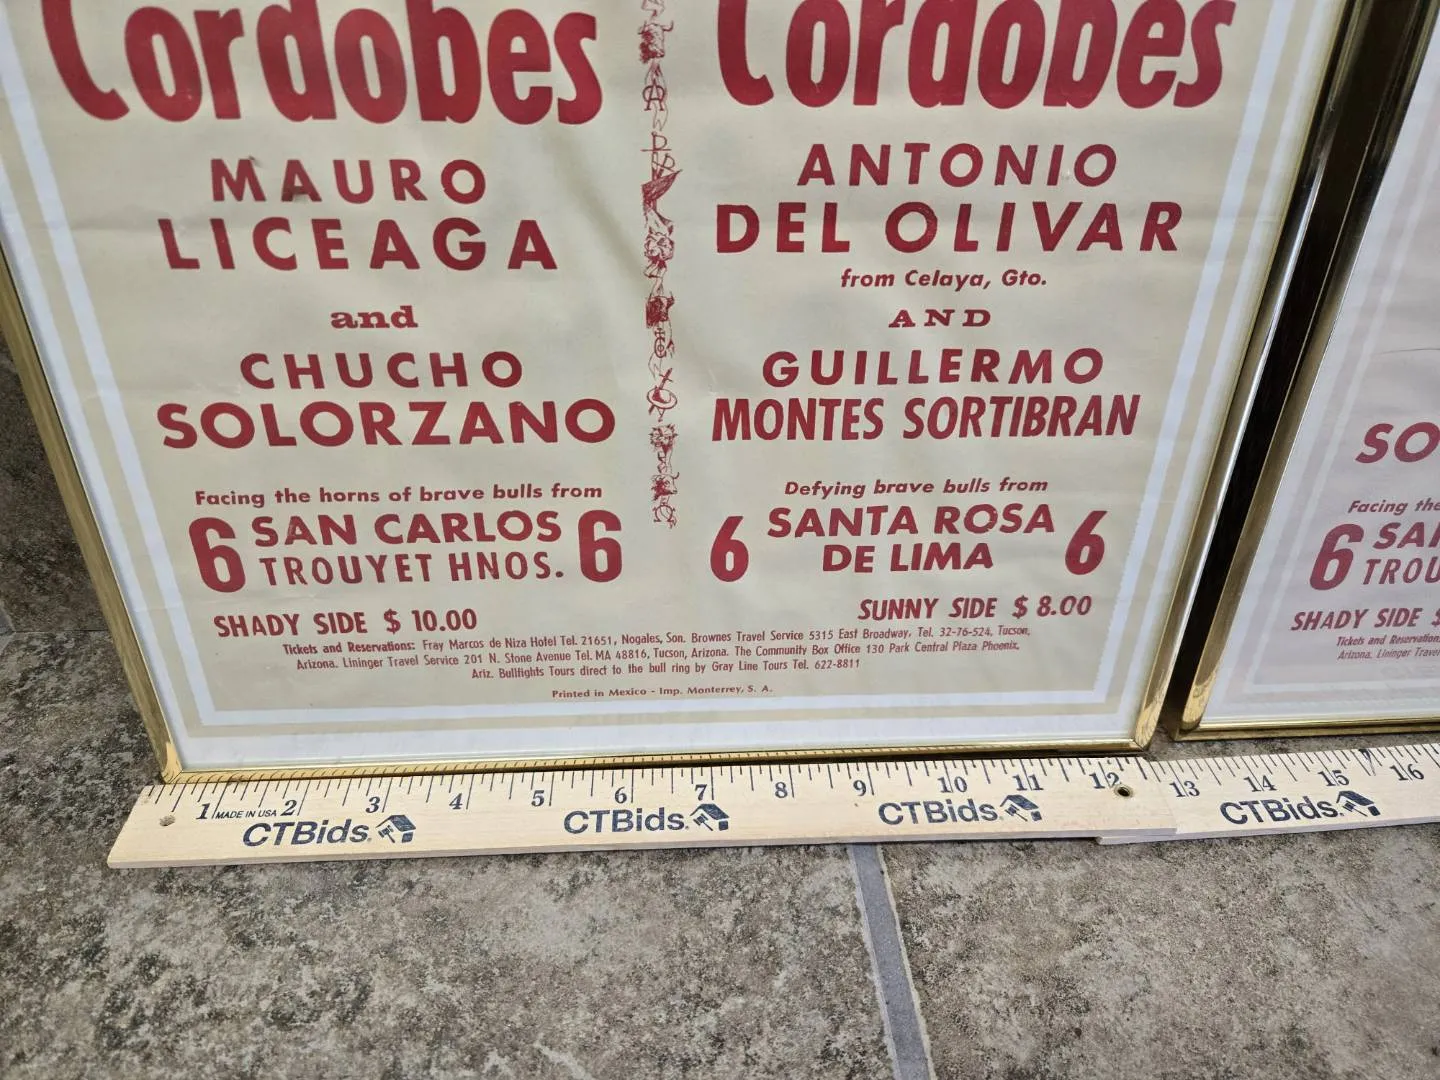 Cordobes
MAURO
LICEAGA
and
CHUCHO
SOLORZANO
Facing the horns of brave bulls from
6 SAN CARLOS 6
TROUYET HNOS.
Cordobes
ANTONIO
DEL OLIVAR
from Celaya, Gto.
AND
GUILLERMO
MONTES SORTIBRAN
Defying brave bulls from
6 SANTA ROSA 6
DE LIMA
SHADY SIDE $ 10.00
SUNNY SIDE $ 8.00
Tickets and Reservations: Fray Marcos de Niza Hotel Tel. 21651, Nogales, Son. Brownes Travel Service 5315 East Broadway, Tel. 32-76-524, Tucson,
Arizona. Lininger Travel Service 201 N. Stone Avenue Tel. MA 48816, Tucson, Arizona. The Community Box Office 130 Park Central Plaza Phoenix,
Ariz. Bullfights Tours direct to the bull ring by Gray Line Tours Tel. 622-8811
Printed in Mexico - Imp. Monterrey, S. A.
SO
Facing the
6 SAN
TROU
SHADY SIDE $
Tickets and Reservations
Arizona. Lininger Trave
1 MADE IN USA 2 3 4 5 6 7 8 9 10 11 12 13 14 15 16
CTBids. CTBids. CTBids. CTBids.